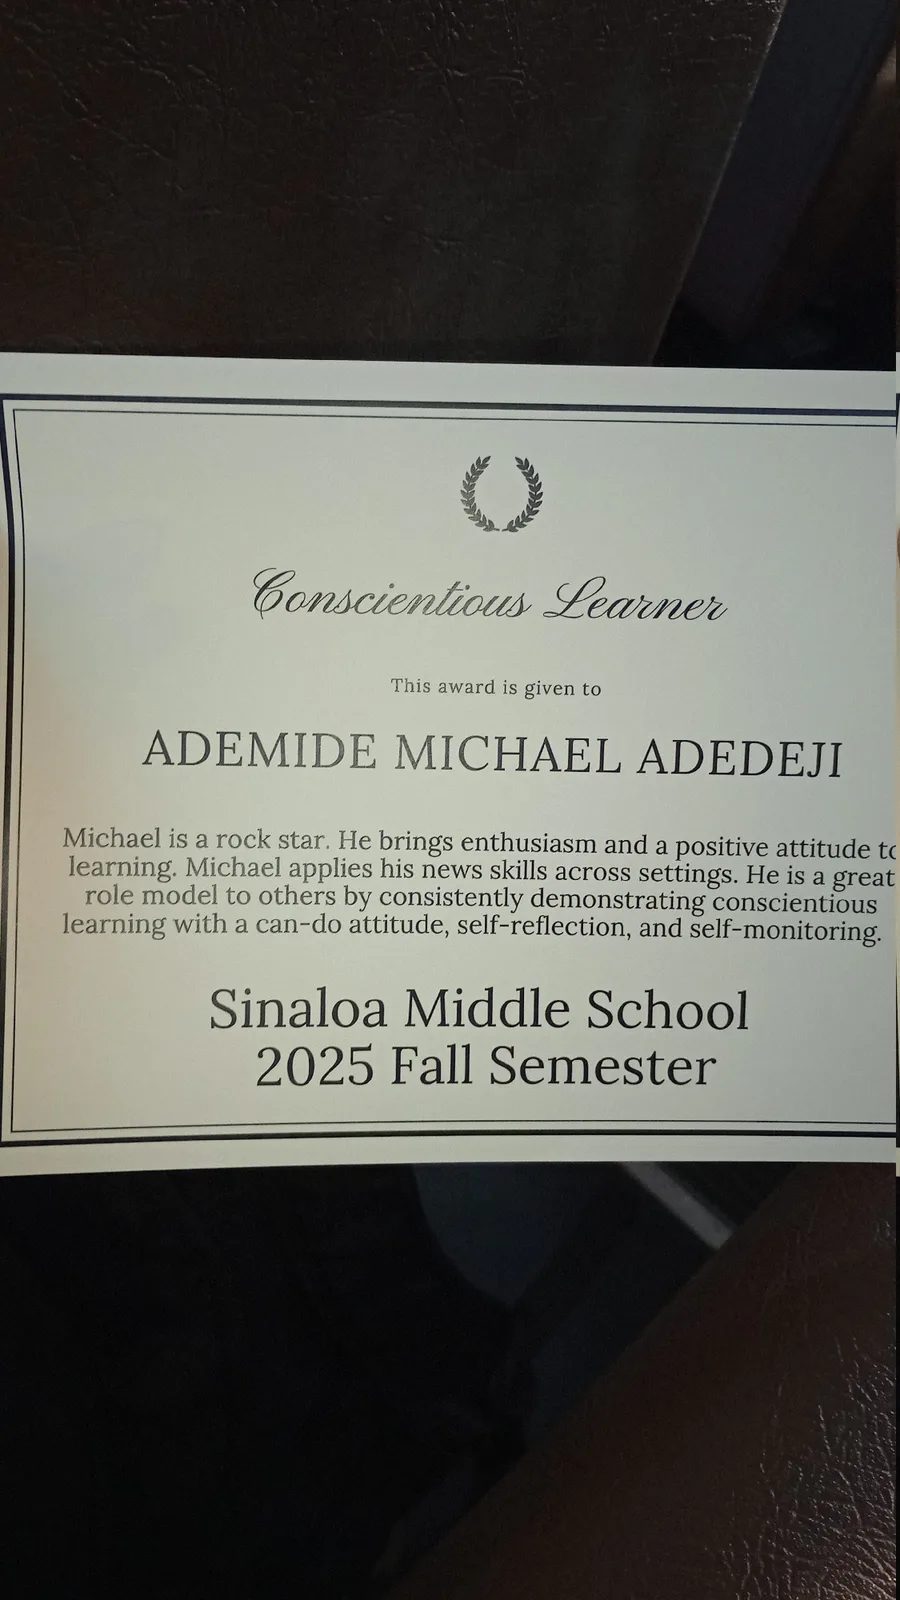 Conscientious Learner
This award is given to
ADEMIDE MICHAEL ADEDEJI
Michael is a rock star. He brings enthusiasm and a positive attitude to
learning. Michael applies his news skills across settings. He is a great
role model to others by consistently demonstrating conscientious
learning with a can-do attitude, self-reflection, and self-monitoring.
Sinaloa Middle School
2025 Fall Semester